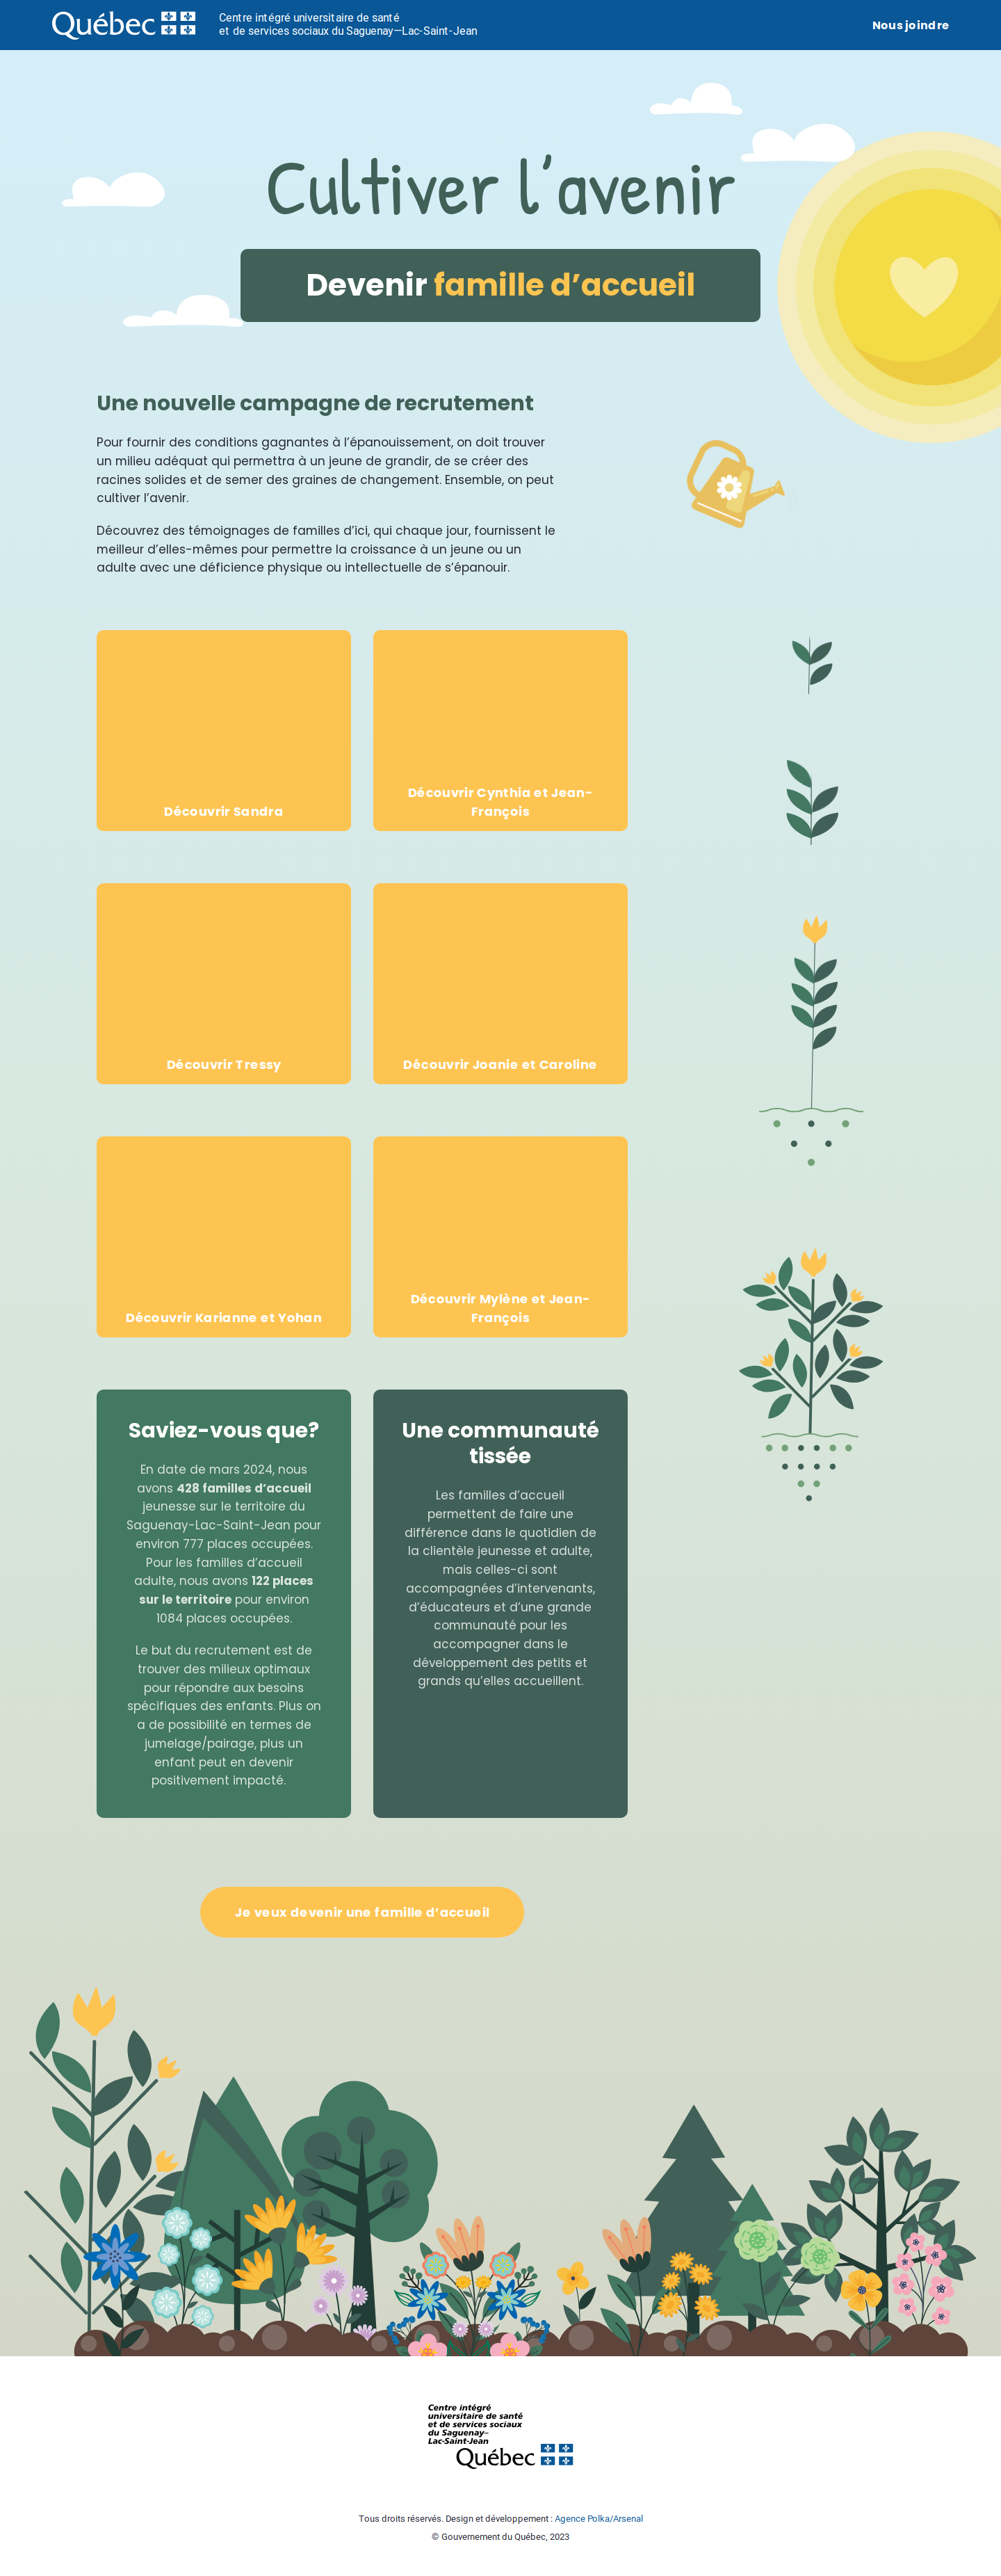 Québec
Centre intégré universitaire de santé
et de services sociaux du Saguenay—Lac-Saint-Jean
Nous joindre
Cultiver l’avenir
Devenir famille d’accueil
Une nouvelle campagne de recrutement
Pour fournir des conditions gagnantes à l’épanouissement, on doit trouver
un milieu adéquat qui permettra à un jeune de grandir, de se créer des
racines solides et de semer des graines de changement. Ensemble, on peut
cultiver l’avenir.
Découvrez des témoignages de familles d’ici, qui chaque jour, fournissent le
meilleur d’elles-mêmes pour permettre la croissance à un jeune ou un
adulte avec une déficience physique ou intellectuelle de s’épanouir.
Découvrir Sandra
Découvrir Cynthia et Jean-
François
Découvrir Tressy
Découvrir Joanie et Caroline
Découvrir Karianne et Yohan
Découvrir Mylène et Jean-
François
Saviez-vous que?
En date de mars 2024, nous
avons 428 familles d’accueil
jeunesse sur le territoire du
Saguenay-Lac-Saint-Jean pour
environ 777 places occupées.
Pour les familles d’accueil
adulte, nous avons 122 places
sur le territoire pour environ
1084 places occupées.
Le but du recrutement est de
trouver des milieux optimaux
pour répondre aux besoins
spécifiques des enfants. Plus on
a de possibilité en termes de
jumelage/pairage, plus un
enfant peut en devenir
positivement impacté.
Une communauté
tissée
Les familles d’accueil
permettent de faire une
différence dans le quotidien de
la clientèle jeunesse et adulte,
mais celles-ci sont
accompagnées d’intervenants,
d’éducateurs et d’une grande
communauté pour les
accompagner dans le
développement des petits et
grands qu’elles accueillent.
Je veux devenir une famille d’accueil
Centre intégré
universitaire de santé
et de services sociaux
du Saguenay–
Lac-Saint-Jean
Québec
Tous droits réservés. Design et développement : Agence Polka/Arsenal
© Gouvernement du Québec, 2023